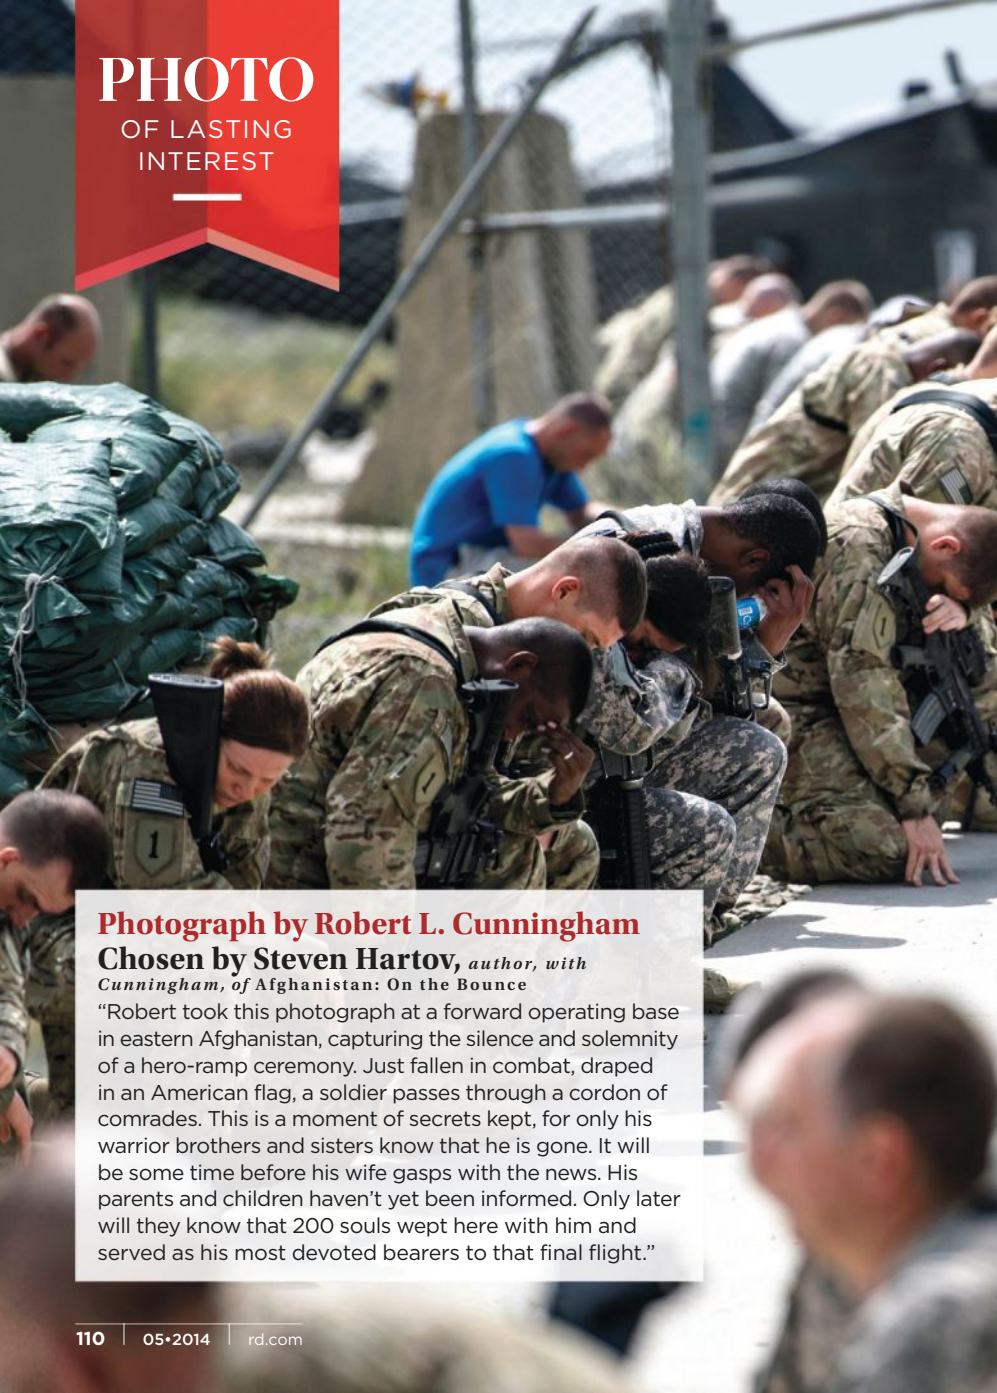 PHOTO
OF LASTING
INTEREST
1
Photograph by Robert L. Cunningham
Chosen by Steven Hartov, author, with
Cunningham, of Afghanistan: On the Bounce
“Robert took this photograph at a forward operating base
in eastern Afghanistan, capturing the silence and solemnity
of a hero-ramp ceremony. Just fallen in combat, draped
in an American flag, a soldier passes through a cordon of
comrades. This is a moment of secrets kept, for only his
warrior brothers and sisters know that he is gone. It will
be some time before his wife gasps with the news. His
parents and children haven’t yet been informed. Only later
will they know that 200 souls wept here with him and
served as his most devoted bearers to that final flight.”
110 05•2014 rd.com